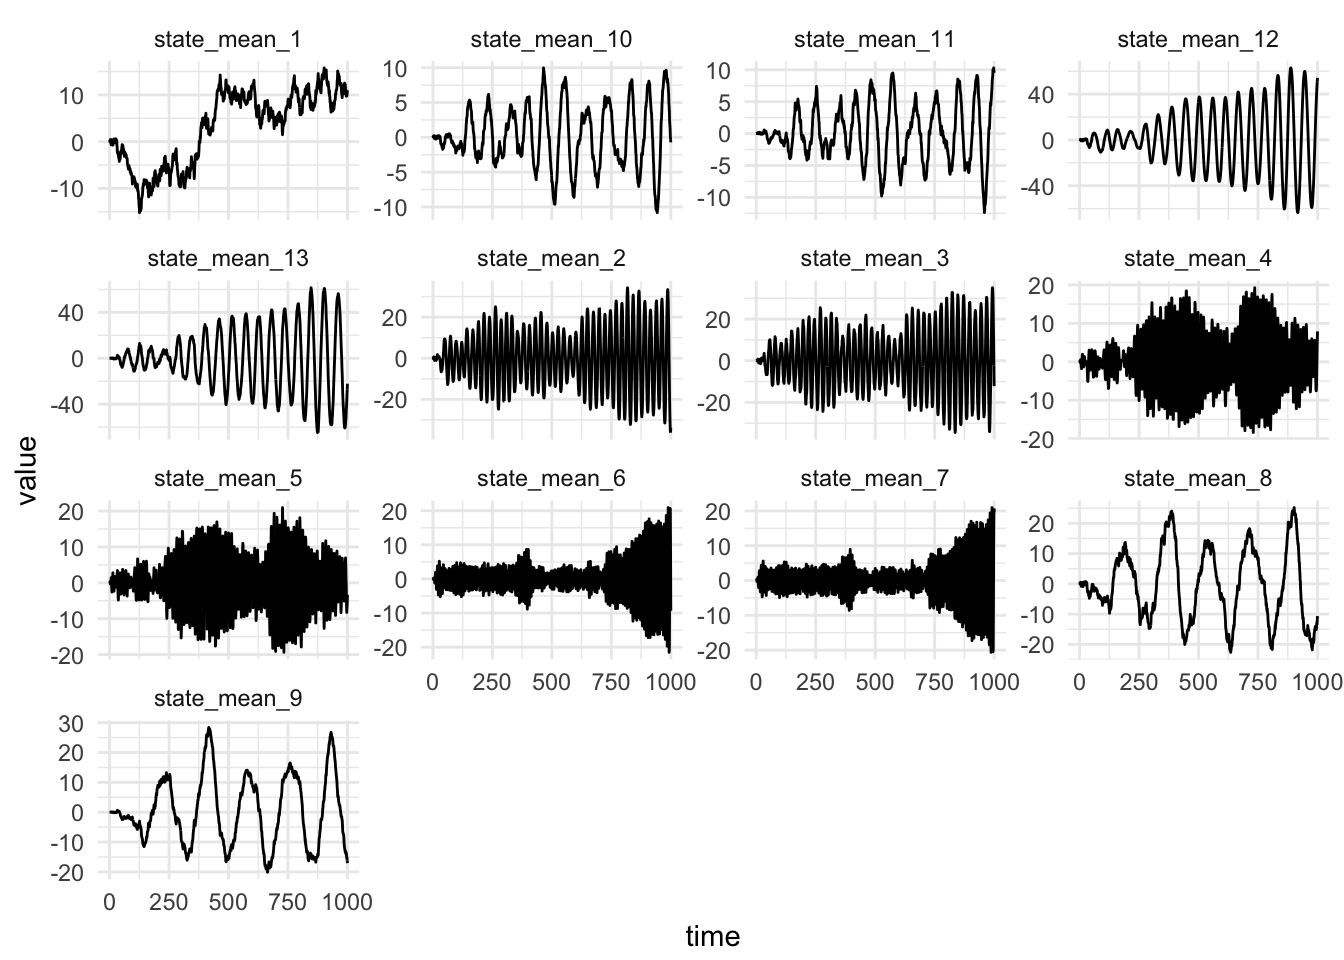 state_mean_1 state_mean_10 state_mean_11 state_mean_12
10 0 -10
10 5 0 -5 -10
10 5 0 -5 -10
40 0 -40
state_mean_13 state_mean_2 state_mean_3 state_mean_4
40 0 -40
20 0 -20
20 0 -20
20 10 0 -10 -20
value
state_mean_5 state_mean_6 state_mean_7 state_mean_8
20 10 0 -10 -20
20 10 0 -10 -20
20 10 0 -10 -20
20 10 0 -10 -20
0 250 500 750 1000 0 250 500 750 1000 0 250 500 750 1000
state_mean_9
30 20 10 0 -10 -20
0 250 500 750 1000
time